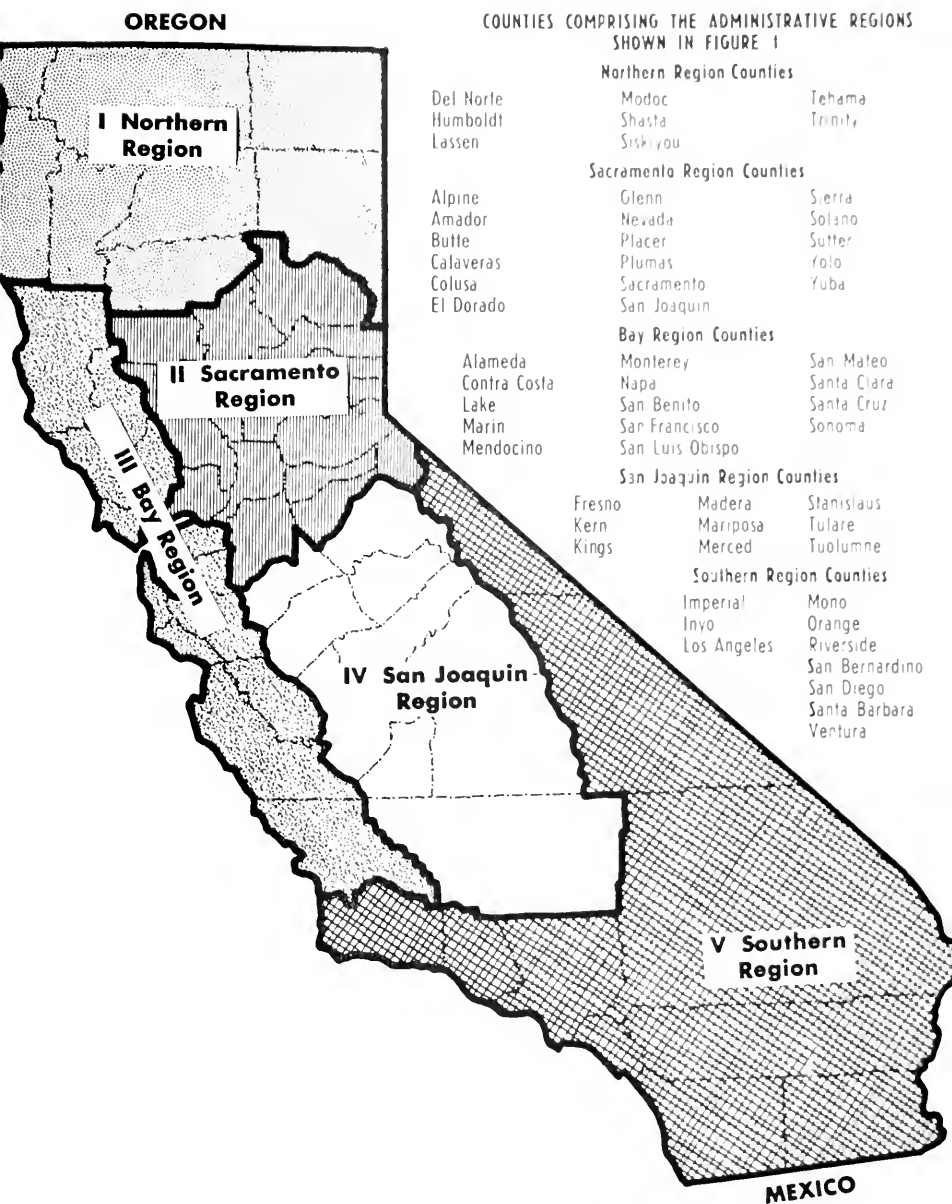 OREGON
COUNTIES COMPRISING THE ADMINISTRATIVE REGIONS
SHOWN IN FIGURE 1
Northern Region Counties
Del Norte Modoc Tehama
Humboldt Shasta Trinity
Lassen Siskiyou
Sacramento Region Counties
Alpine Glenn Sierra
Amador Nevada Solano
Butte Placer Sutter
Calaveras Plumas Yolo
Colusa Sacramento Yuba
El Dorado San Joaquin
Bay Region Counties
Alameda Monterey San Mateo
Contra Costa Napa Santa Clara
Lake San Benito Santa Cruz
Marin San Francisco Sonoma
Mendocino San Luis Obispo
San Joaquin Region Counties
Fresno Madera Stanislaus
Kern Mariposa Tulare
Kings Merced Tuolumne
Southern Region Counties
Imperial Mono
Inyo Orange
Los Angeles Riverside
San Bernardino
San Diego
Santa Barbara
Ventura
I Northern
Region
II Sacramento
Region
III Bay Region
IV San Joaquin
Region
V Southern
Region
MEXICO